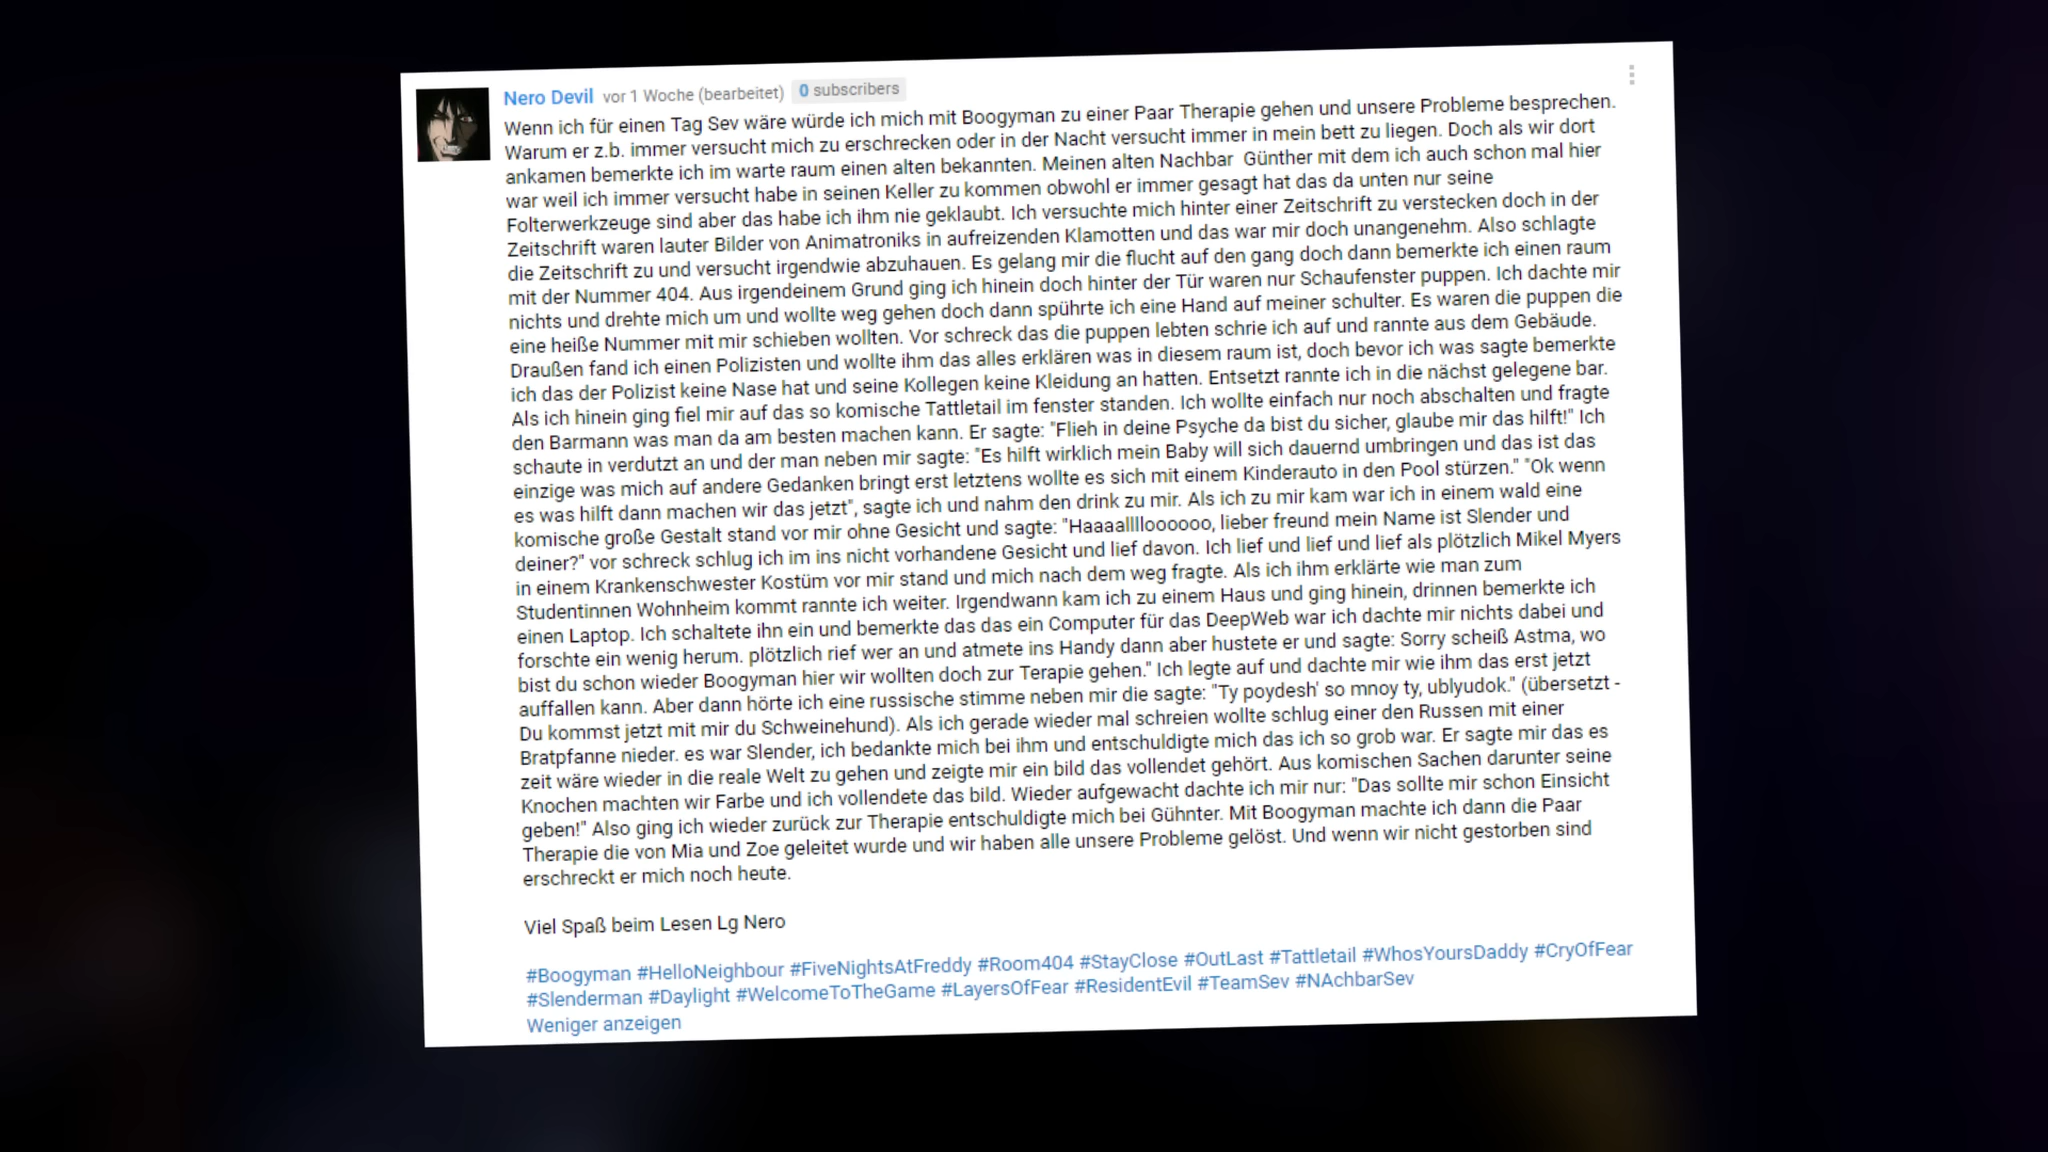 Nero Devil vor 1 Woche (bearbeitet) 0 subscribers
Wenn ich für einen Tag Sev wäre würde ich mich mit Boogyman zu einer Paar Therapie gehen und unsere Probleme besprechen.
Warum er z.b. immer versucht mich zu erschrecken oder in der Nacht versucht immer in mein bett zu liegen. Doch als wir dort
ankamen bemerkte ich im warte raum einen alten bekannten. Meinen alten Nachbar Günther mit dem ich auch schon mal hier
war weil ich immer versucht habe in seinen Keller zu kommen obwohl er immer gesagt hat das da unten nur seine
Folterwerkzeuge sind aber das habe ich ihm nie geklaubt. Ich versuchte mich hinter einer Zeitschrift zu verstecken doch in der
Zeitschrift waren lauter Bilder von Animatroniks in aufreizenden Klamotten und das war mir doch unangenehm. Also schlagte
die Zeitschrift zu und versucht irgendwie abzuhauen. Es gelang mir die flucht auf den gang doch dann bemerkte ich einen raum
mit der Nummer 404. Aus irgendeinem Grund ging ich hinein doch hinter der Tür waren nur Schaufenster puppen. Ich dachte mir
nichts und drehte mich um und wollte weg gehen doch dann spührte ich eine Hand auf meiner schulter. Es waren die puppen die
eine heiße Nummer mit mir schieben wollten. Vor schreck das die puppen lebten schrie ich auf und rannte aus dem Gebäude.
Draußen fand ich einen Polizisten und wollte ihm das alles erklären was in diesem raum ist, doch bevor ich was sagte bemerkte
ich das der Polizist keine Nase hat und seine Kollegen keine Kleidung an hatten. Entsetzt rannte ich in die nächst gelegene bar.
Als ich hinein ging fiel mir auf das so komische Tattletail im fenster standen. Ich wollte einfach nur noch abschalten und fragte
den Barmann was man da am besten machen kann. Er sagte: "Flieh in deine Psyche da bist du sicher, glaube mir das hilft!" Ich
schaute in verdutzt an und der man neben mir sagte: "Es hilft wirklich mein Baby will sich dauernd umbringen und das ist das
einzige was mich auf andere Gedanken bringt erst letztens wollte es sich mit einem Kinderauto in den Pool stürzen." "Ok wenn
es was hilft dann machen wir das jetzt", sagte ich und nahm den drink zu mir. Als ich zu mir kam war ich in einem wald eine
komische große Gestalt stand vor mir ohne Gesicht und sagte: "Haaaallllloooooo, lieber freund mein Name ist Slender und
deiner?" vor schreck schlug ich im ins nicht vorhandene Gesicht und lief davon. Ich lief und lief und lief als plötzlich Mikel Myers
in einem Krankenschwester Kostüm vor mir stand und mich nach dem weg fragte. Als ich ihm erklärte wie man zum
Studentinnen Wohnheim kommt rannte ich weiter. Irgendwann kam ich zu einem Haus und ging hinein, drinnen bemerkte ich
einen Laptop. Ich schaltete ihn ein und bemerkte das das ein Computer für das DeepWeb war ich dachte mir nichts dabei und
forschte ein wenig herum. plötzlich rief wer an und atmete ins Handy dann aber hustete er und sagte: Sorry scheiß Astma, wo
bist du schon wieder Boogyman hier wir wollten doch zur Terapie gehen." Ich legte auf und dachte mir wie ihm das erst jetzt
auffallen kann. Aber dann hörte ich eine russische stimme neben mir die sagte: "Ty poydesh' so mnoy ty, ublyudok." (übersetzt -
Du kommst jetzt mit mir du Schweinehund). Als ich gerade wieder mal schreien wollte schlug einer den Russen mit einer
Bratpfanne nieder. es war Slender, ich bedankte mich bei ihm und entschuldigte mich das ich so grob war. Er sagte mir das es
zeit wäre wieder in die reale Welt zu gehen und zeigte mir ein bild das vollendet gehört. Aus komischen Sachen darunter seine
Knochen machten wir Farbe und ich vollendete das bild. Wieder aufgewacht dachte ich mir nur: "Das sollte mir schon Einsicht
geben!" Also ging ich wieder zurück zur Therapie entschuldigte mich bei Gühnter. Mit Boogyman machte ich dann die Paar
Therapie die von Mia und Zoe geleitet wurde und wir haben alle unsere Probleme gelöst. Und wenn wir nicht gestorben sind
erschreckt er mich noch heute.
Viel Spaß beim Lesen Lg Nero
#Boogyman #HelloNeighbour #FiveNightsAtFreddy #Room404 #StayClose #OutLast #Tattletail #WhosYoursDaddy #CryOfFear
#Slenderman #Daylight #WelcomeToTheGame #LayersOfFear #ResidentEvil #TeamSev #NAchbarSev
Weniger anzeigen